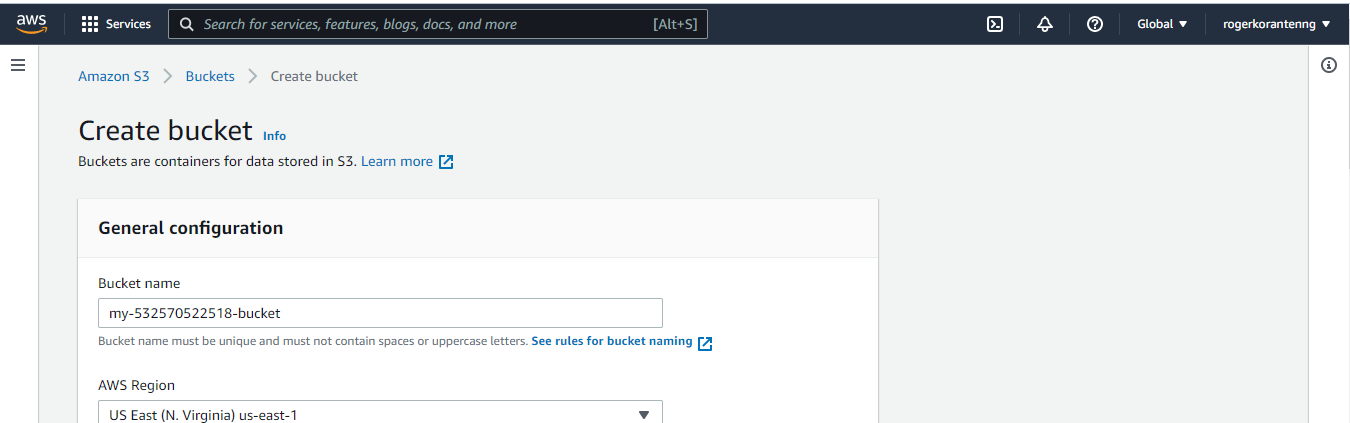 aws Services Search for services, features, blogs, docs, and more [Alt+S] Global rogerkorantenng
Amazon S3 Buckets Create bucket
Create bucket Info
Buckets are containers for data stored in S3. Learn more
General configuration
Bucket name
my-532570522518-bucket
Bucket name must be unique and must not contain spaces or uppercase letters. See rules for bucket naming
AWS Region
US East (N. Virginia) us-east-1